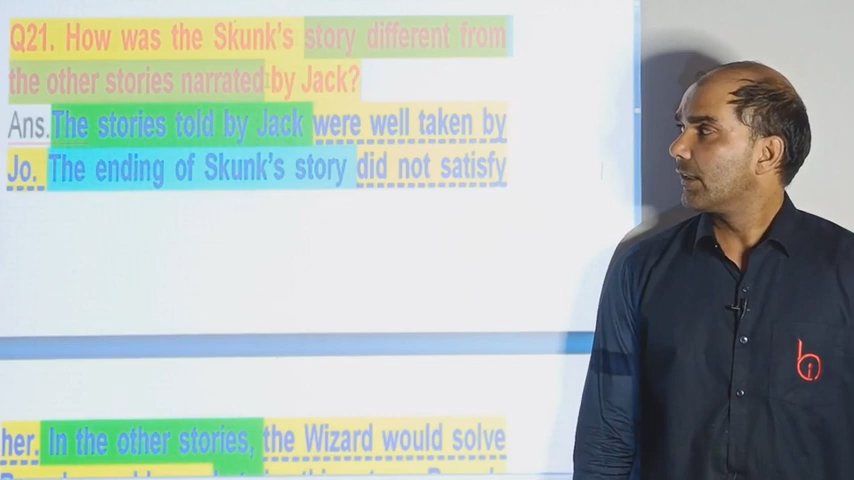 Q21. How was the Skunk's story different from
the other stories narrated by Jack?
Ans. The stories told by Jack were well taken by
Jo. The ending of Skunk's story did not satisfy
her. In the other stories, the Wizard would solve